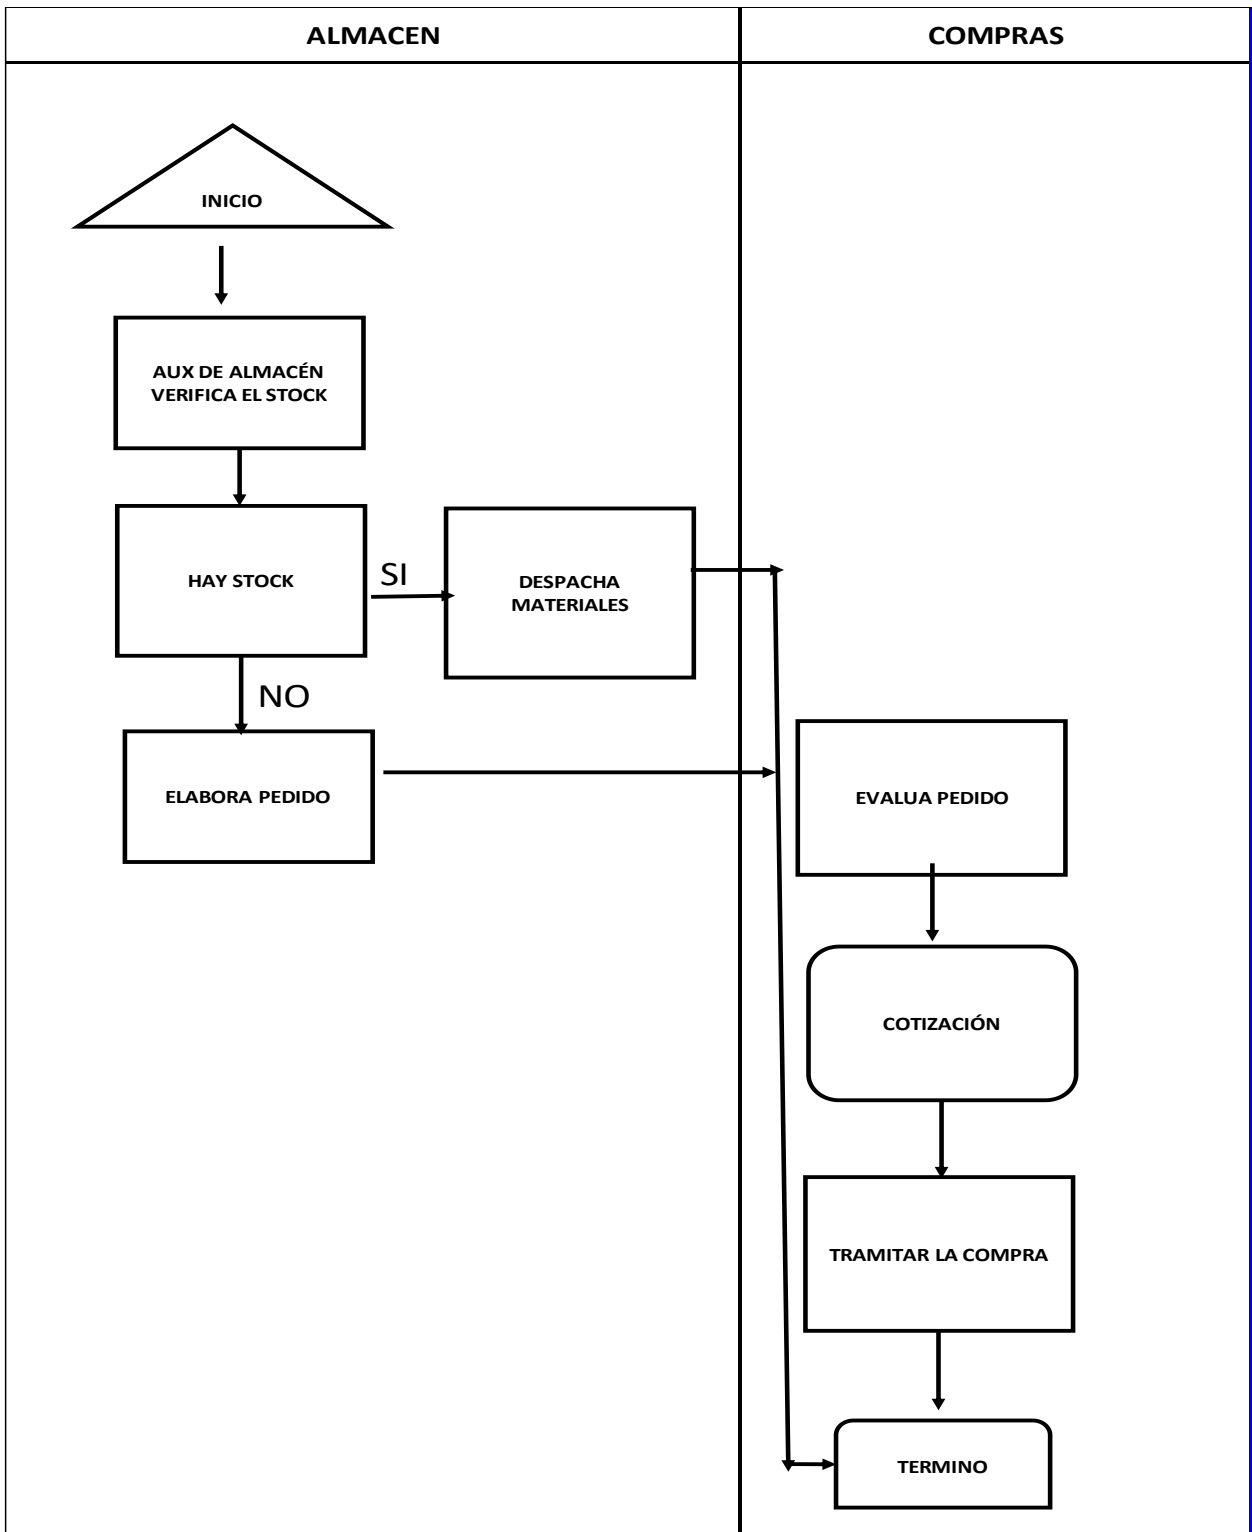 ALMACEN
COMPRAS
INICIO
AUX DE ALMACÉN
VERIFICA EL STOCK
HAY STOCK
SI
DESPACHA
MATERIALES
NO
ELABORA PEDIDO
EVALUA PEDIDO
COTIZACIÓN
TRAMITAR LA COMPRA
TERMINO